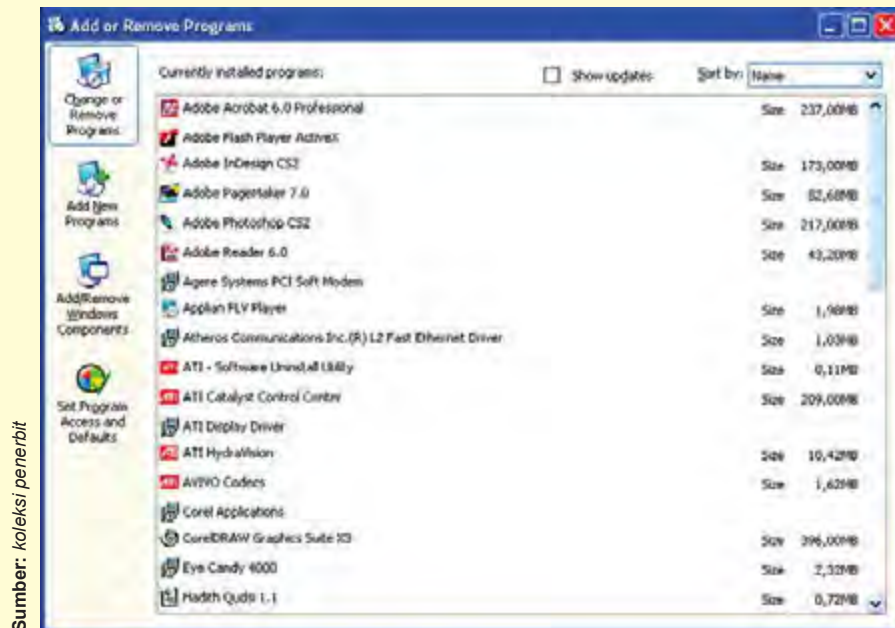 Add or Remove Programs
Change or
Remove
Programs
Add New
Programs
Add/Remove
Windows
Components
Set Program
Access and
Defaults
Currently installed programs:
Show updates
Sort by: Name
Adobe Acrobat 6.0 Professional Size 237,00MB
Adobe Flash Player ActiveX
Adobe InDesign CS2 Size 173,00MB
Adobe PageMaker 7.0 Size 82,68MB
Adobe Photoshop CS2 Size 217,00MB
Adobe Reader 6.0 Size 43,20MB
Agere Systems PCI Soft Modem
Applian FLV Player Size 1,98MB
Atheros Communications Inc.(R) L2 Fast Ethernet Driver Size 1,03MB
ATI - Software Uninstall Utility Size 0,11MB
ATI Catalyst Control Center Size 209,00MB
ATI Display Driver
ATI HydraVision Size 10,42MB
AVIVO Codecs Size 1,62MB
Corel Applications
CorelDRAW Graphics Suite X3 Size 396,00MB
Eye Candy 4000 Size 2,32MB
Hadith Qudsi 1.1 Size 0,72MB
Sumber: koleksi penerbit